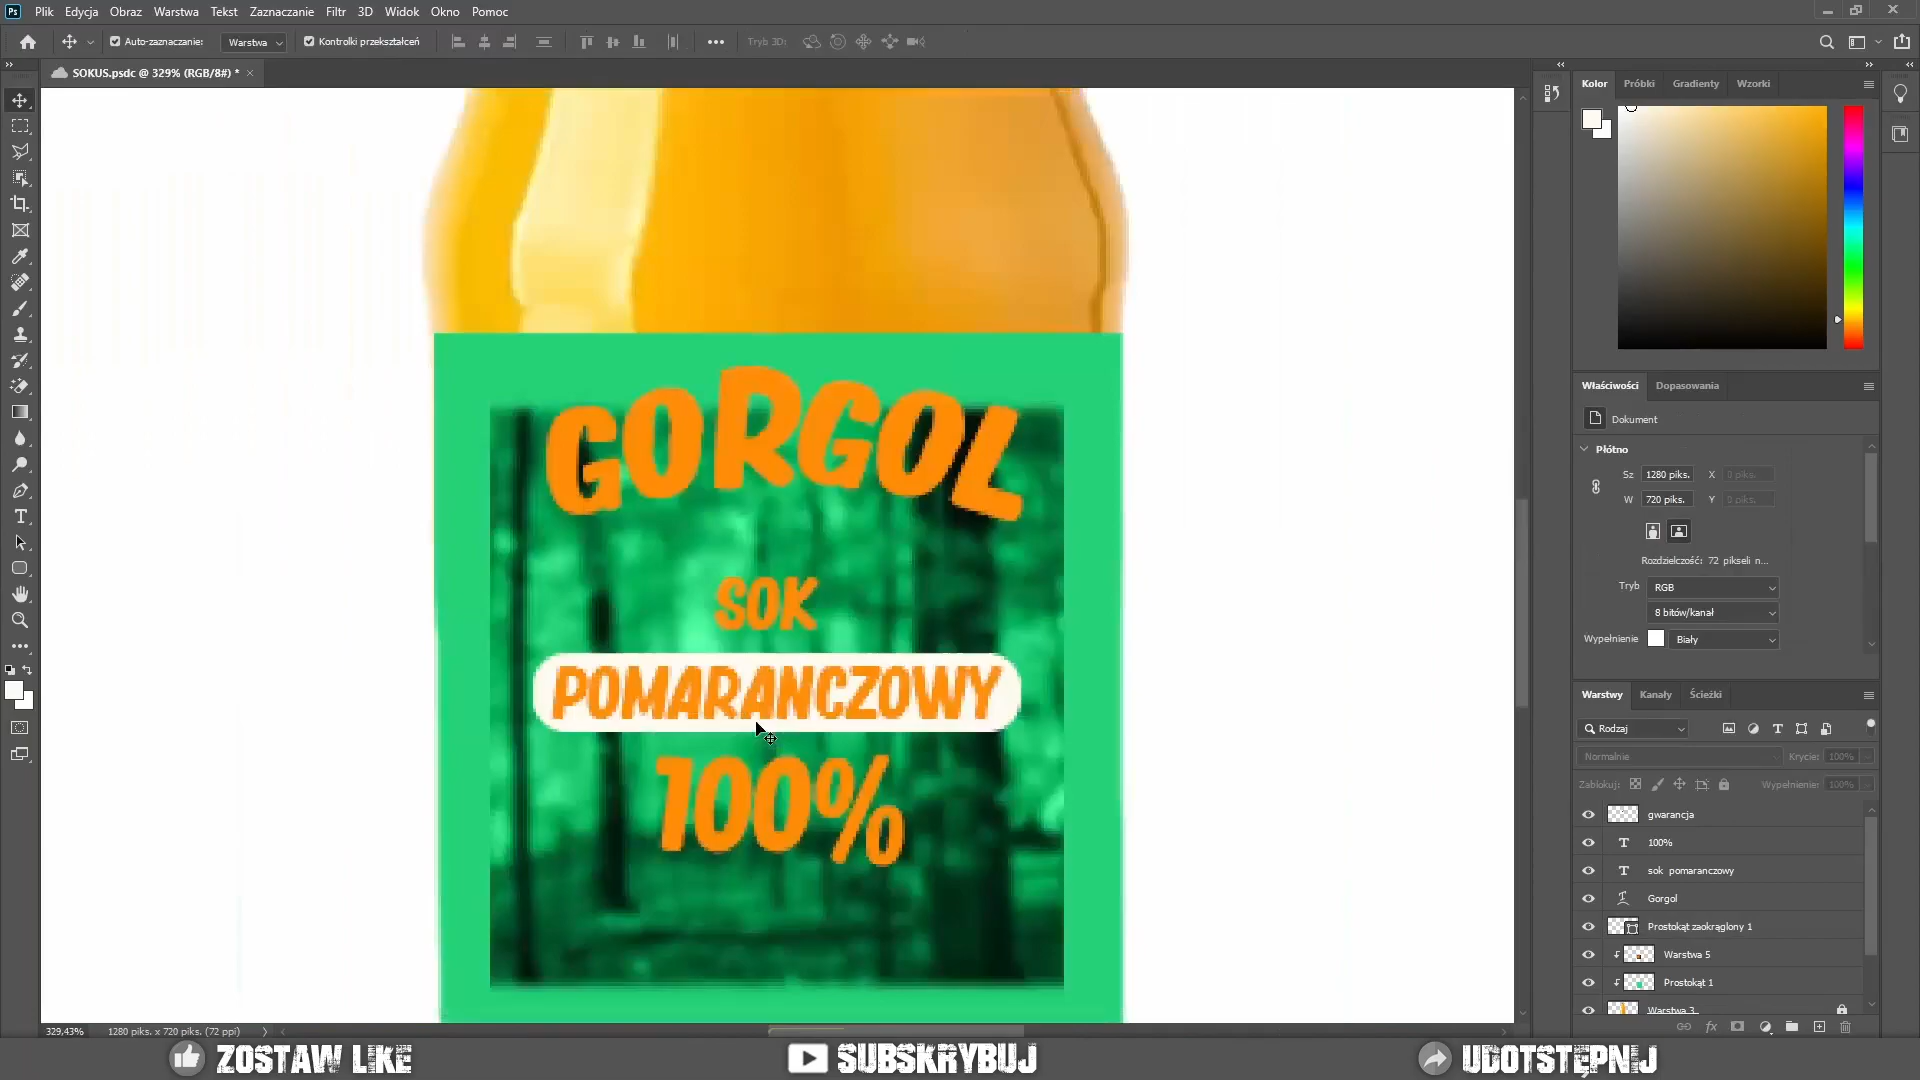 Ps Plik Edycja Obraz Warstwa Tekst Zaznaczanie Filtr 3D Widok Okno Pomoc
Auto-zaznaczanie: Warstwa Kontrolki przekształceń Tryb 3D:
SOKUS.psdc @ 329% (RGB/8#) *
GORGOL
SOK
POMARANCZOWY
100%
Kolor Próbki Gradienty Wzorki
Właściwości Dopasowania
Dokument
Płótno
Sz 1280 piks. X 0 piks.
W 720 piks. Y 0 piks.
Rozdzielczość: 72 pikseli n...
Tryb RGB
8 bitów/kanał
Wypełnienie Biały
Warstwy Kanały Ścieżki
Rodzaj
Normalnie Krycie: 100%
Zablokuj: Wypełnienie: 100%
gwarancja
100%
sok pomaranczowy
Gorgol
Prostokąt zaokrąglony 1
Warstwa 5
Prostokąt 1
Warstwa 3
fx
329,43% 1280 piks. x 720 piks. (72 ppi)
ZOSTAW LIKE SUBSKRYBUJ UDOTSTĘPNIJ